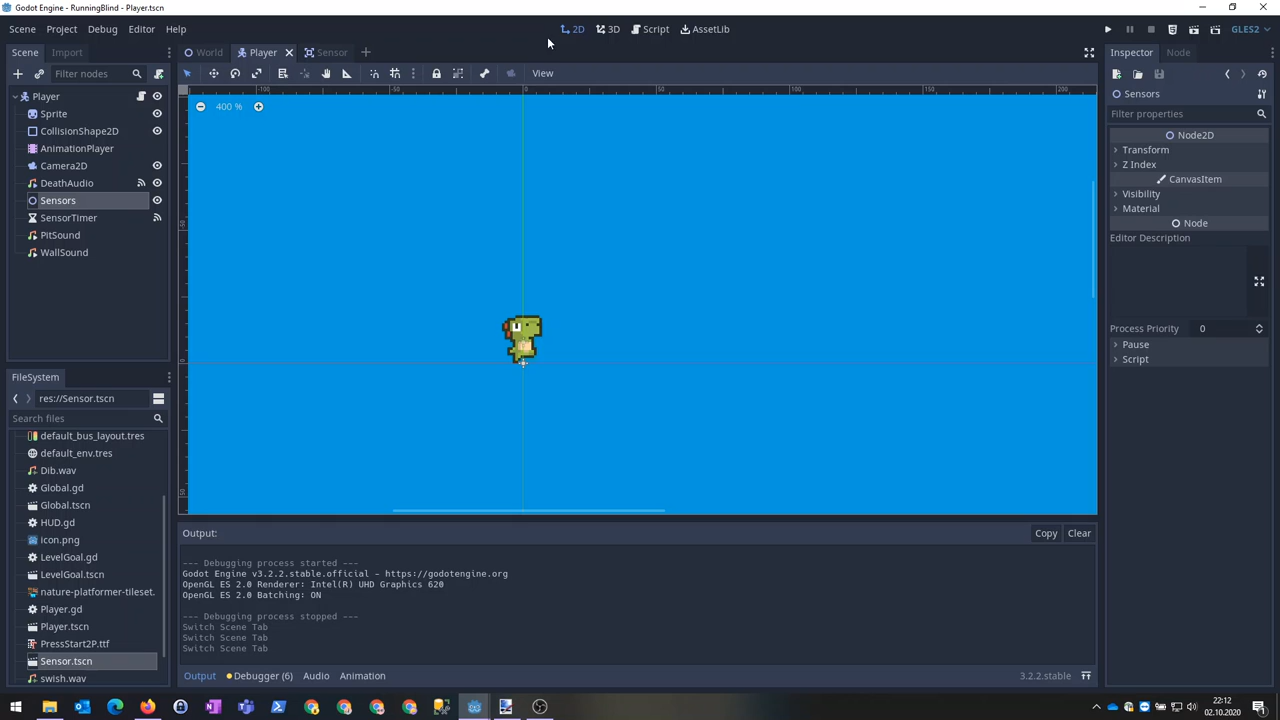 Godot Engine - RunningBlind - Player.tscn
Scene Project Debug Editor Help
2D 3D Script AssetLib
GLES2
Scene Import
World Player Sensor
Inspector Node
Filter nodes
View
Player
Sprite
CollisionShape2D
AnimationPlayer
Camera2D
DeathAudio
Sensors
SensorTimer
PitSound
WallSound
-100 -50 0 50 100 150 200
400 %
Sensors
Filter properties
Node2D
Transform
Z Index
CanvasItem
Visibility
Material
Node
Editor Description
Process Priority 0
Pause
Script
FileSystem
res://Sensor.tscn
Search files
default_bus_layout.tres
default_env.tres
Dib.wav
Global.gd
Global.tscn
HUD.gd
icon.png
LevelGoal.gd
LevelGoal.tscn
nature-platformer-tileset.
Player.gd
Player.tscn
PressStart2P.ttf
Sensor.tscn
swish.wav
Output:
Copy Clear
--- Debugging process started ---
Godot Engine v3.2.2.stable.official - https://godotengine.org
OpenGL ES 2.0 Renderer: Intel(R) UHD Graphics 620
OpenGL ES 2.0 Batching: ON
--- Debugging process stopped ---
Switch Scene Tab
Switch Scene Tab
Switch Scene Tab
Output Debugger (6) Audio Animation
3.2.2.stable
22:12
02.10.2020